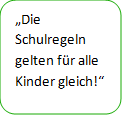 „Die
Schulregeln
gelten für alle
Kinder gleich!“